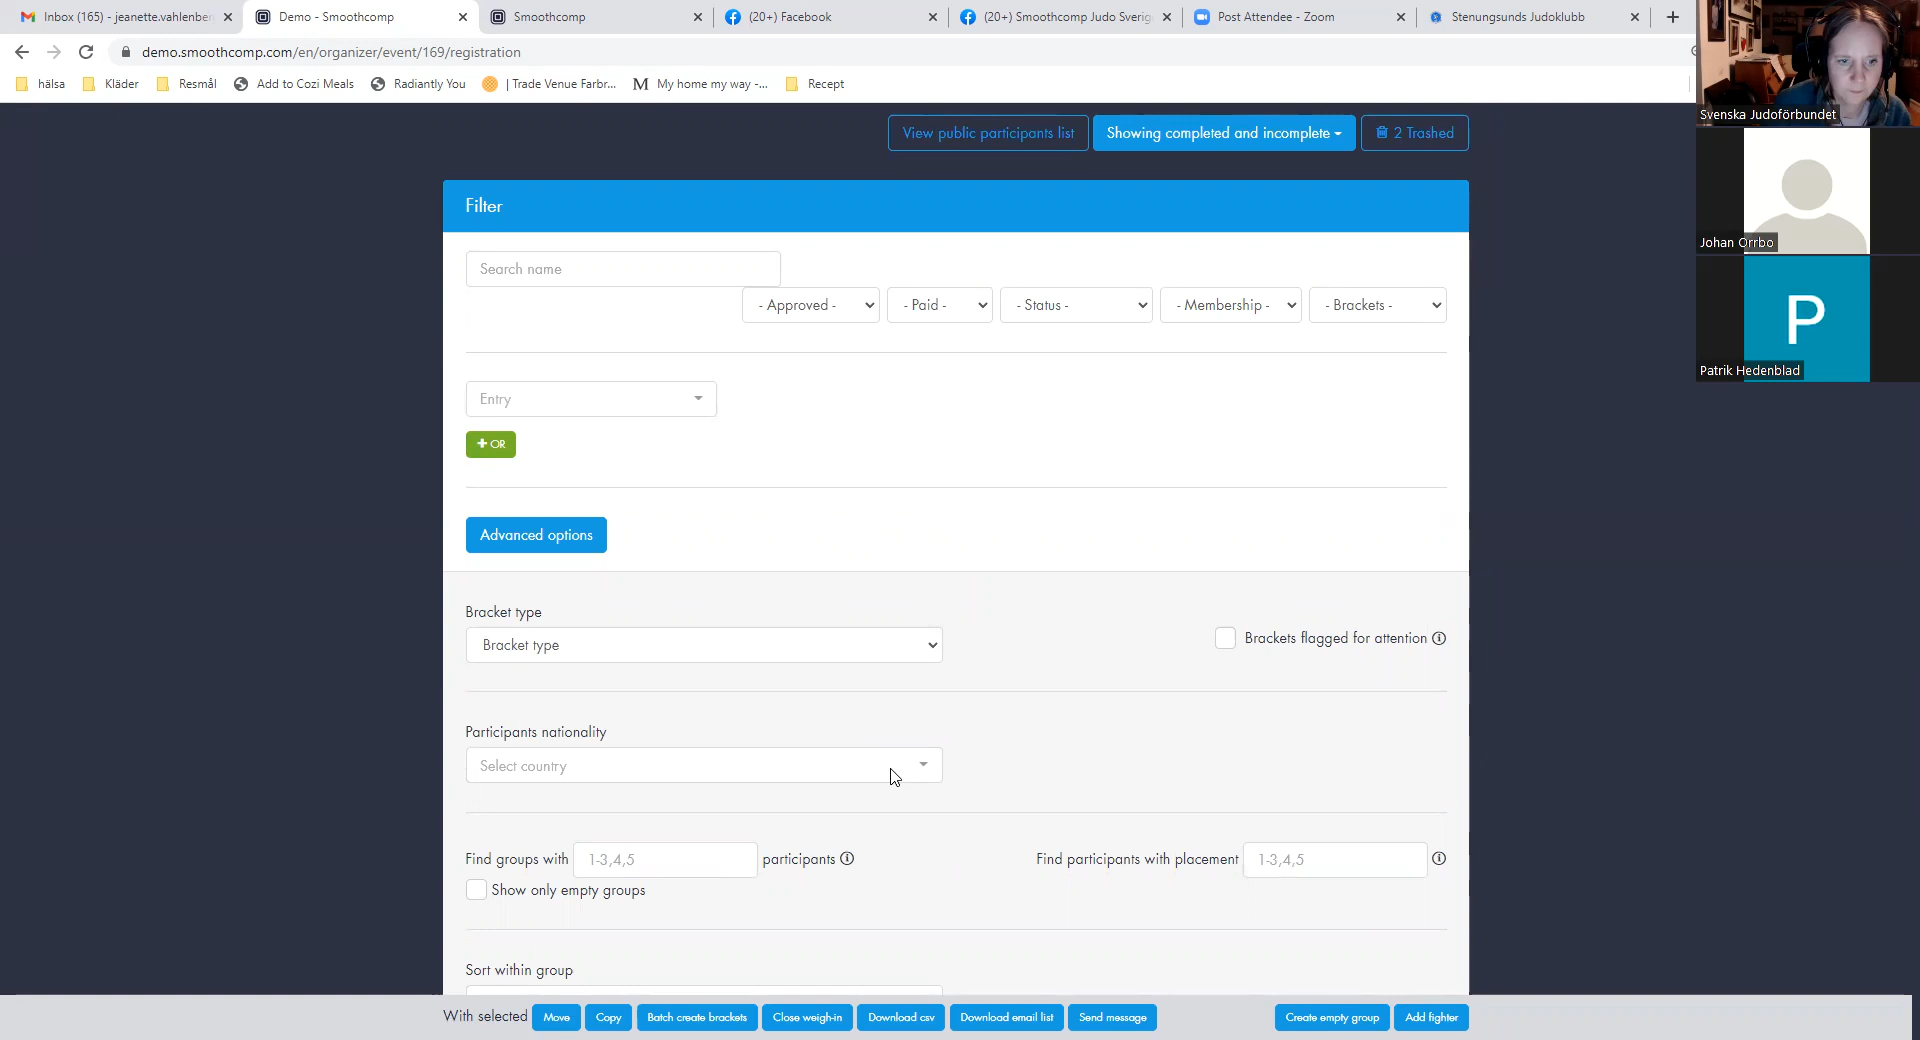 Inbox (165) - jeanette.vahlenber
Demo - Smoothcomp
Smoothcomp
(20+) Facebook
(20+) Smoothcomp Judo Sverig
Post Attendee - Zoom
Stenungsunds Judoklubb
demo.smoothcomp.com/en/organizer/event/169/registration
hälsa
Kläder
Resmål
Add to Cozi Meals
Radiantly You
| Trade Venue Farbr...
My home my way -...
Recept
View public participants list
Showing completed and incomplete
2 Trashed
Filter
Search name
- Approved -
- Paid -
- Status -
- Membership -
- Brackets -
Entry
+ OR
Advanced options
Bracket type
Bracket type
Brackets flagged for attention
Participants nationality
Select country
Find groups with 1-3,4,5 participants
Find participants with placement 1-3,4,5
Show only empty groups
Sort within group
With selected
Move
Copy
Batch create brackets
Close weigh-in
Download csv
Download email list
Send message
Create empty group
Add fighter
Svenska Judoförbundet
Johan Orrbo
P
Patrik Hedenblad